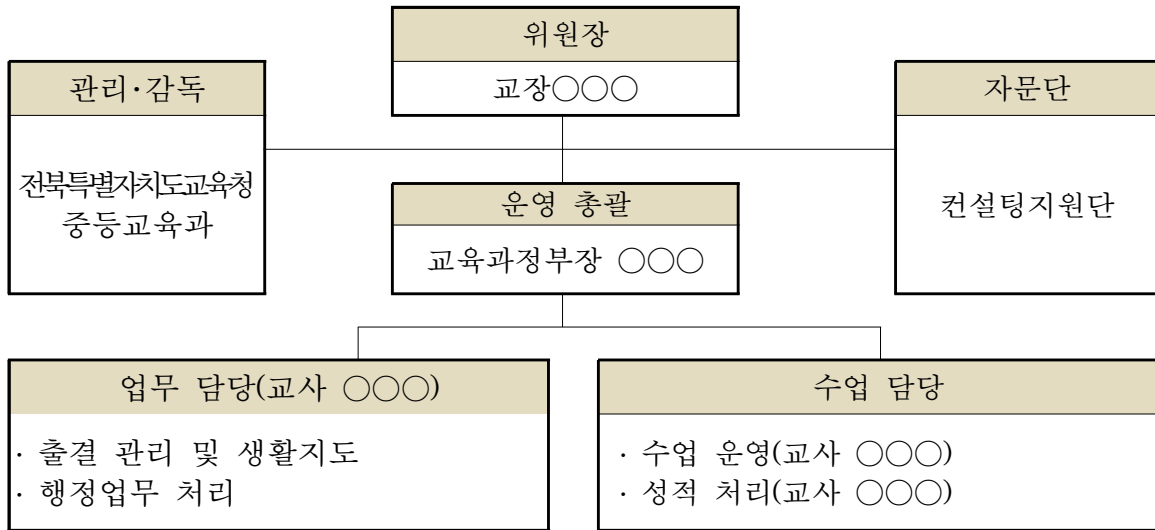 위원장
교장○○○
관리·감독
전북특별자치도교육청
중등교육과
자문단
컨설팅지원단
운영 총괄
교육과정부장 ○○○
업무 담당(교사 ○○○)
· 출결 관리 및 생활지도
· 행정업무 처리
수업 담당
· 수업 운영(교사 ○○○)
· 성적 처리(교사 ○○○)